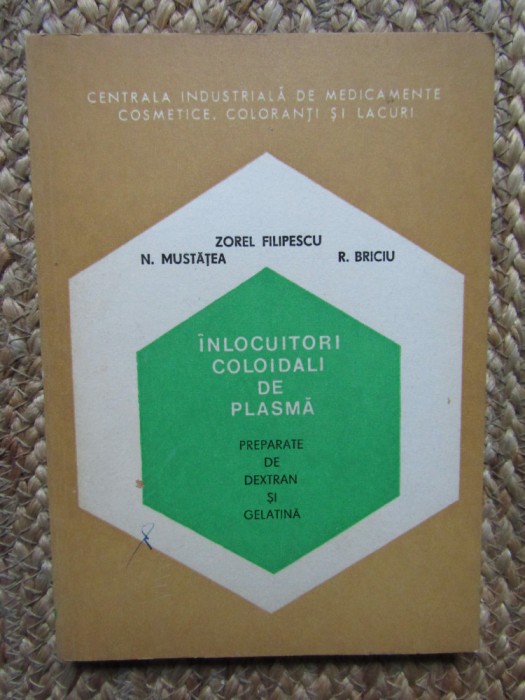 CENTRALA INDUSTRIALĂ DE MEDICAMENTE
COSMETICE, COLORANȚI ȘI LACURI
ZOREL FILIPESCU
N. MUSTĂȚEA R. BRICIU
ÎNLOCUITORI
COLOIDALI
DE
PLASMĂ
PREPARATE
DE
DEXTRAN
ȘI
GELATINĂ